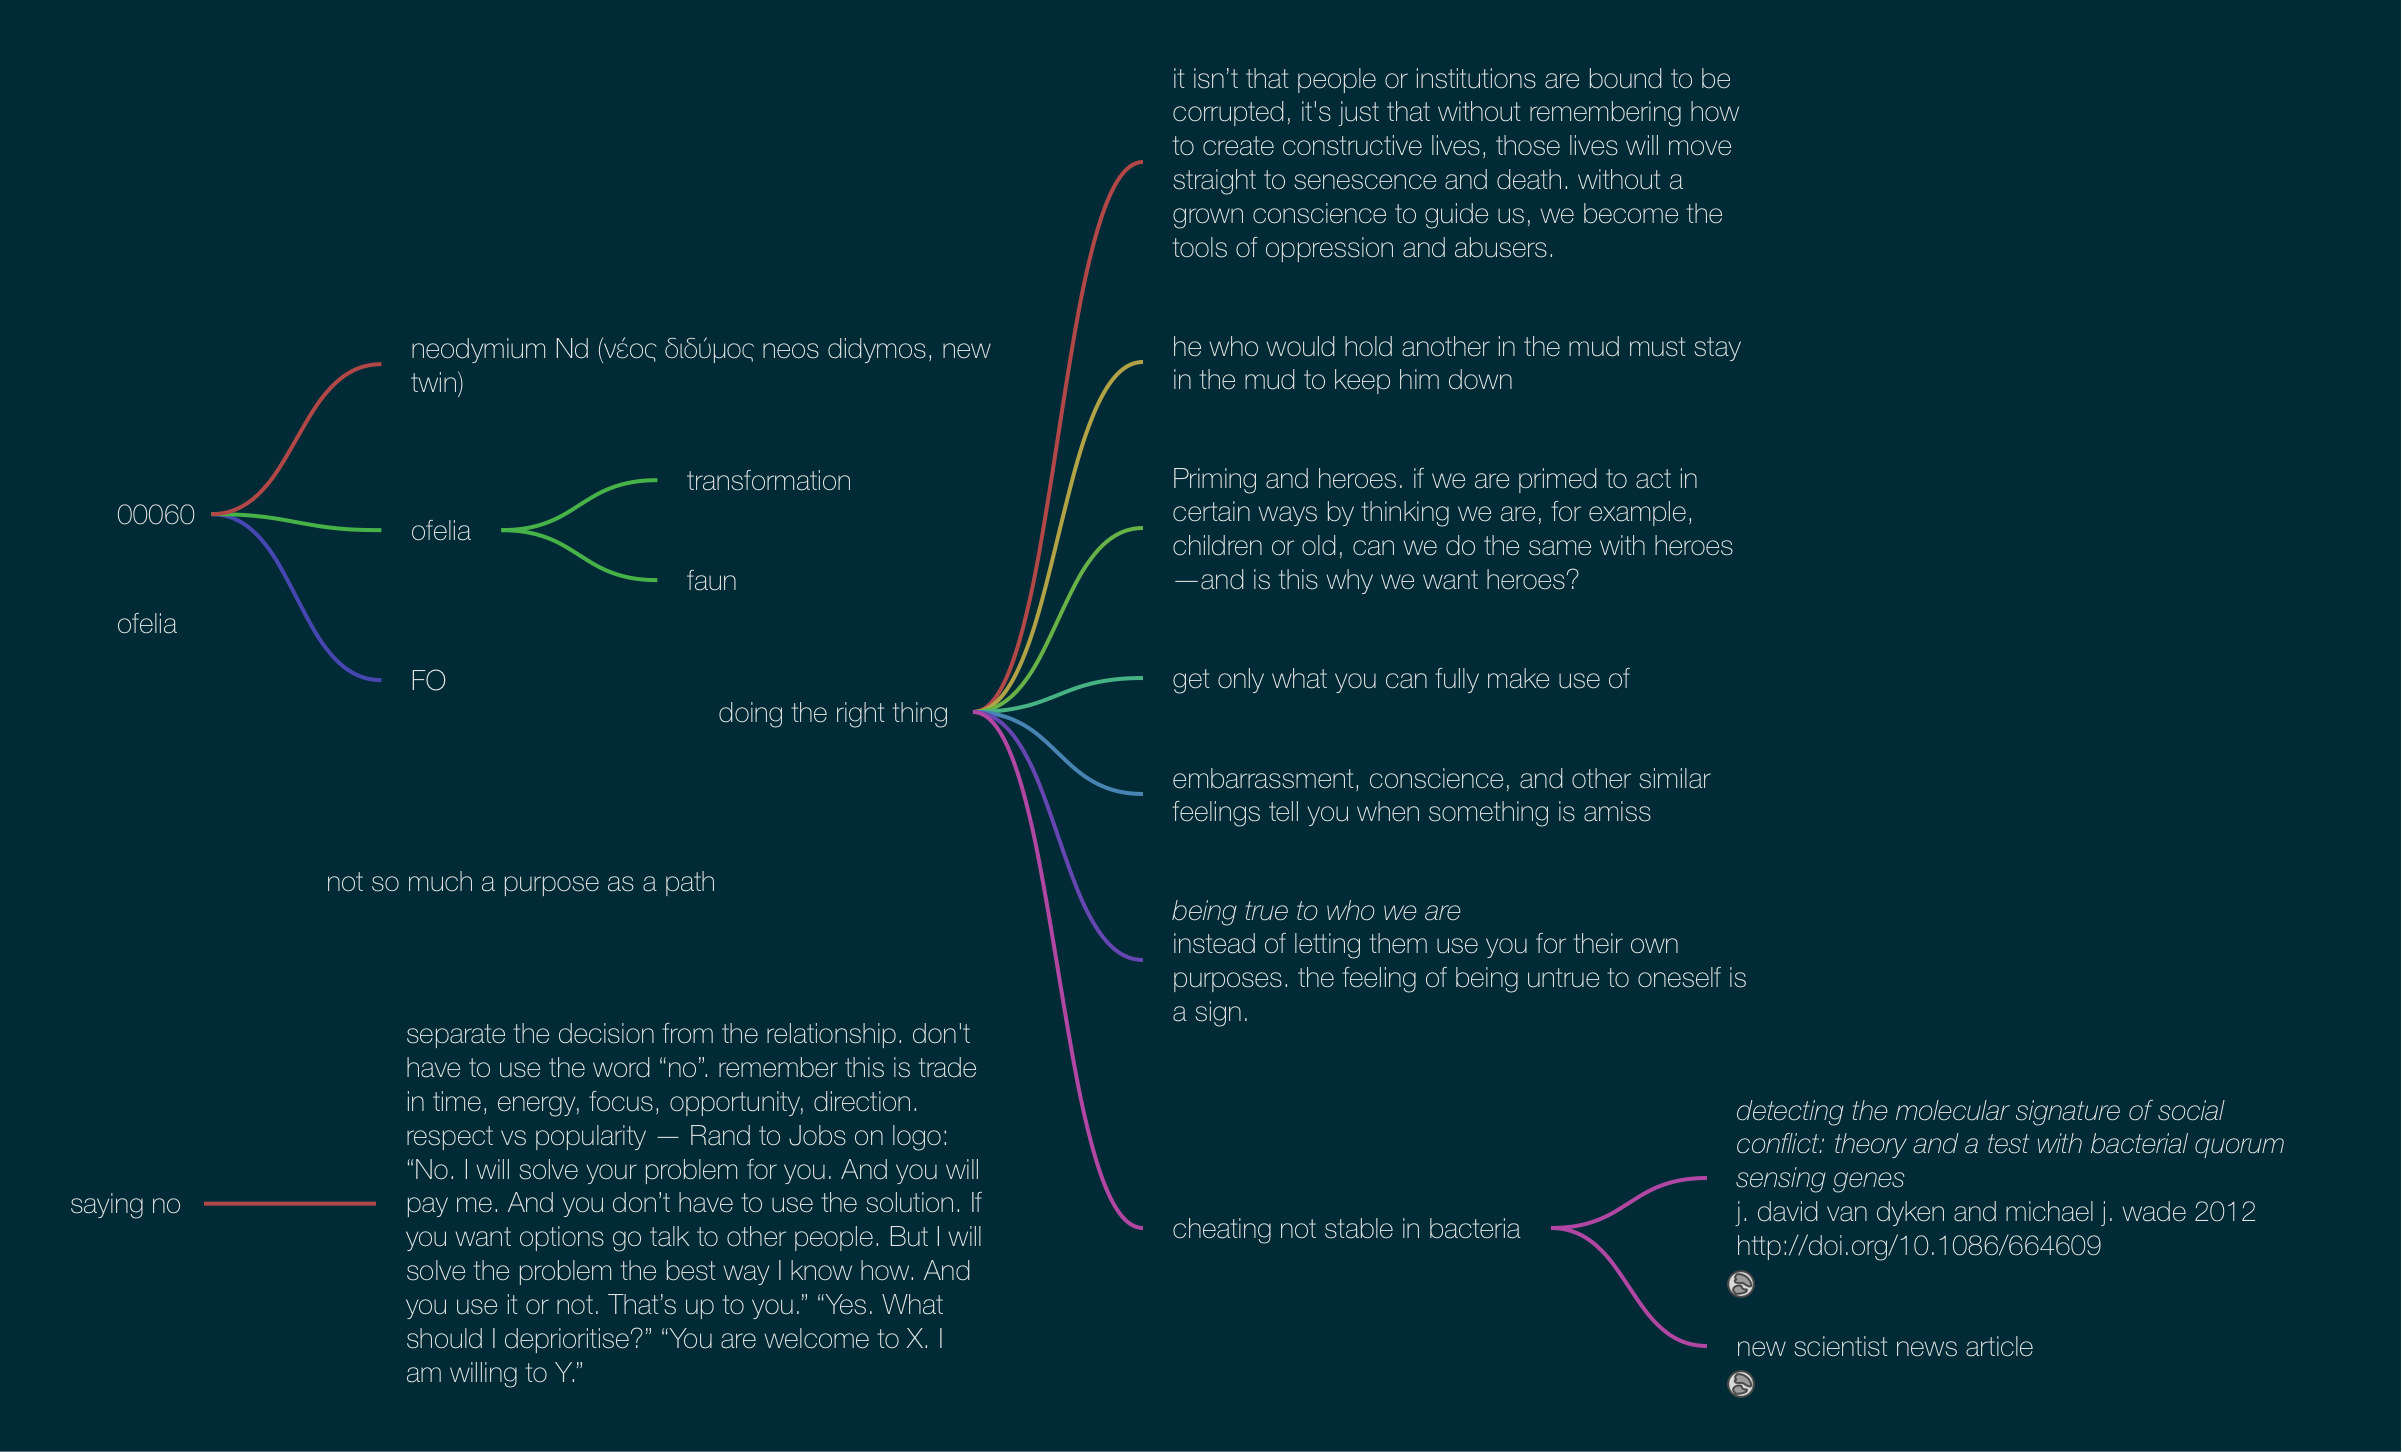 00060
ofelia
neodymium Nd (νέος διδύμος neos didymos, new
twin)
ofelia
transformation
faun
FO
doing the right thing
it isn’t that people or institutions are bound to be
corrupted, it's just that without remembering how
to create constructive lives, those lives will move
straight to senescence and death. without a
grown conscience to guide us, we become the
tools of oppression and abusers.
he who would hold another in the mud must stay
in the mud to keep him down
Priming and heroes. if we are primed to act in
certain ways by thinking we are, for example,
children or old, can we do the same with heroes
—and is this why we want heroes?
get only what you can fully make use of
embarrassment, conscience, and other similar
feelings tell you when something is amiss
being true to who we are
instead of letting them use you for their own
purposes. the feeling of being untrue to oneself is
a sign.
cheating not stable in bacteria
detecting the molecular signature of social
conflict: theory and a test with bacterial quorum
sensing genes
j. david van dyken and michael j. wade 2012
http://doi.org/10.1086/664609
new scientist news article
not so much a purpose as a path
saying no
separate the decision from the relationship. don't
have to use the word “no”. remember this is trade
in time, energy, focus, opportunity, direction.
respect vs popularity — Rand to Jobs on logo:
“No. I will solve your problem for you. And you will
pay me. And you don’t have to use the solution. If
you want options go talk to other people. But I will
solve the problem the best way I know how. And
you use it or not. That’s up to you.” “Yes. What
should I deprioritise?” “You are welcome to X. I
am willing to Y.”